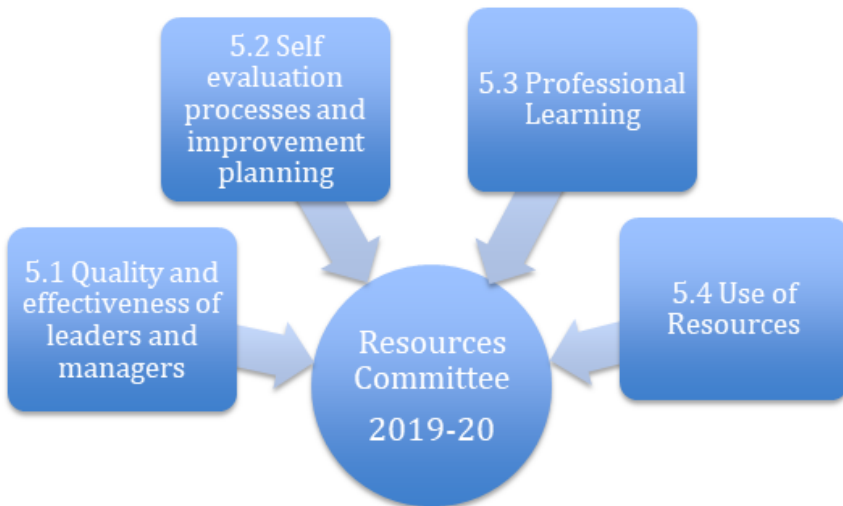 5.2 Self
evaluation
processes and
improvement
planning
5.3 Professional
Learning
5.1 Quality and
effectiveness of
leaders and
managers
5.4 Use of
Resources
Resources
Committee
2019-20